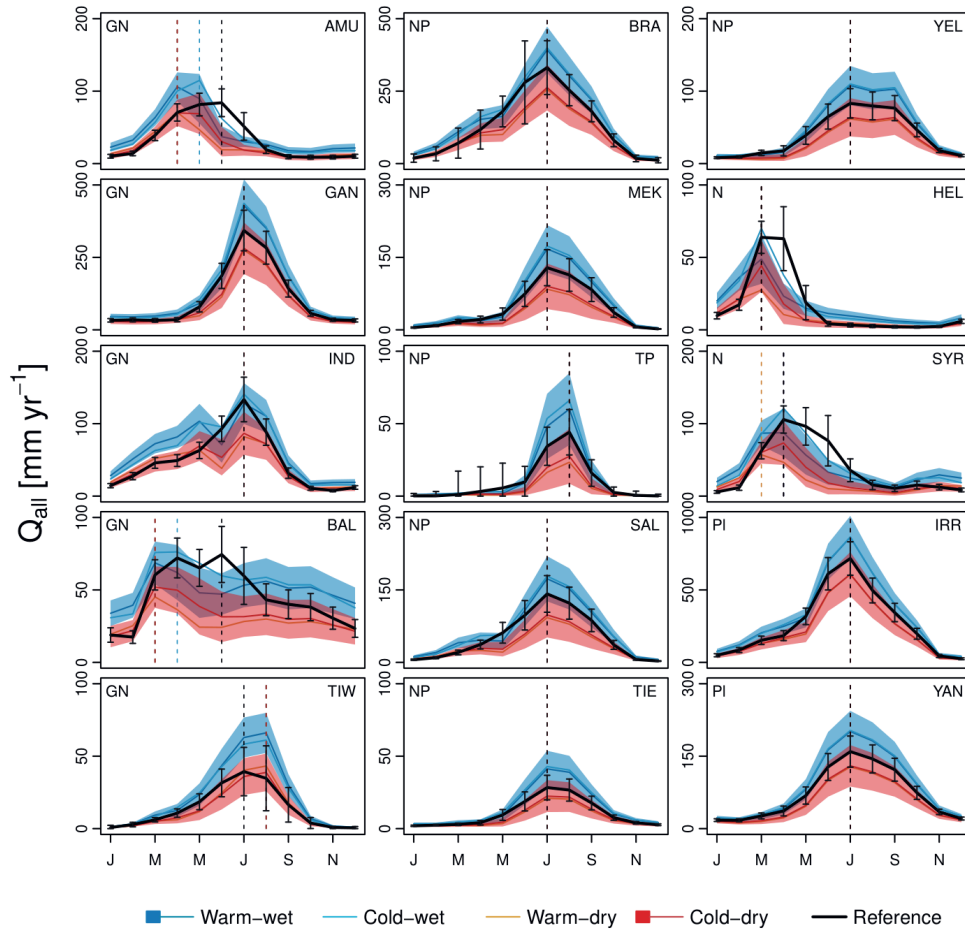 Q_all [mm yr⁻¹]
GN AMU
0 100 200
NP BRA
0 250 500
NP YEL
0 100 200
GN GAN
0 250 500
NP MEK
0 150 300
N HEL
0 50 100
GN IND
0 100 200
NP TP
0 50 100
N SYR
0 100 200
GN BAL
0 50 100
NP SAL
0 150 300
PI IRR
0 500 1000
GN TIW
0 50 100
NP TIE
0 50 100
PI YAN
0 150 300
J M M J S N
J M M J S N
J M M J S N
Warm-wet Cold-wet Warm-dry Cold-dry Reference